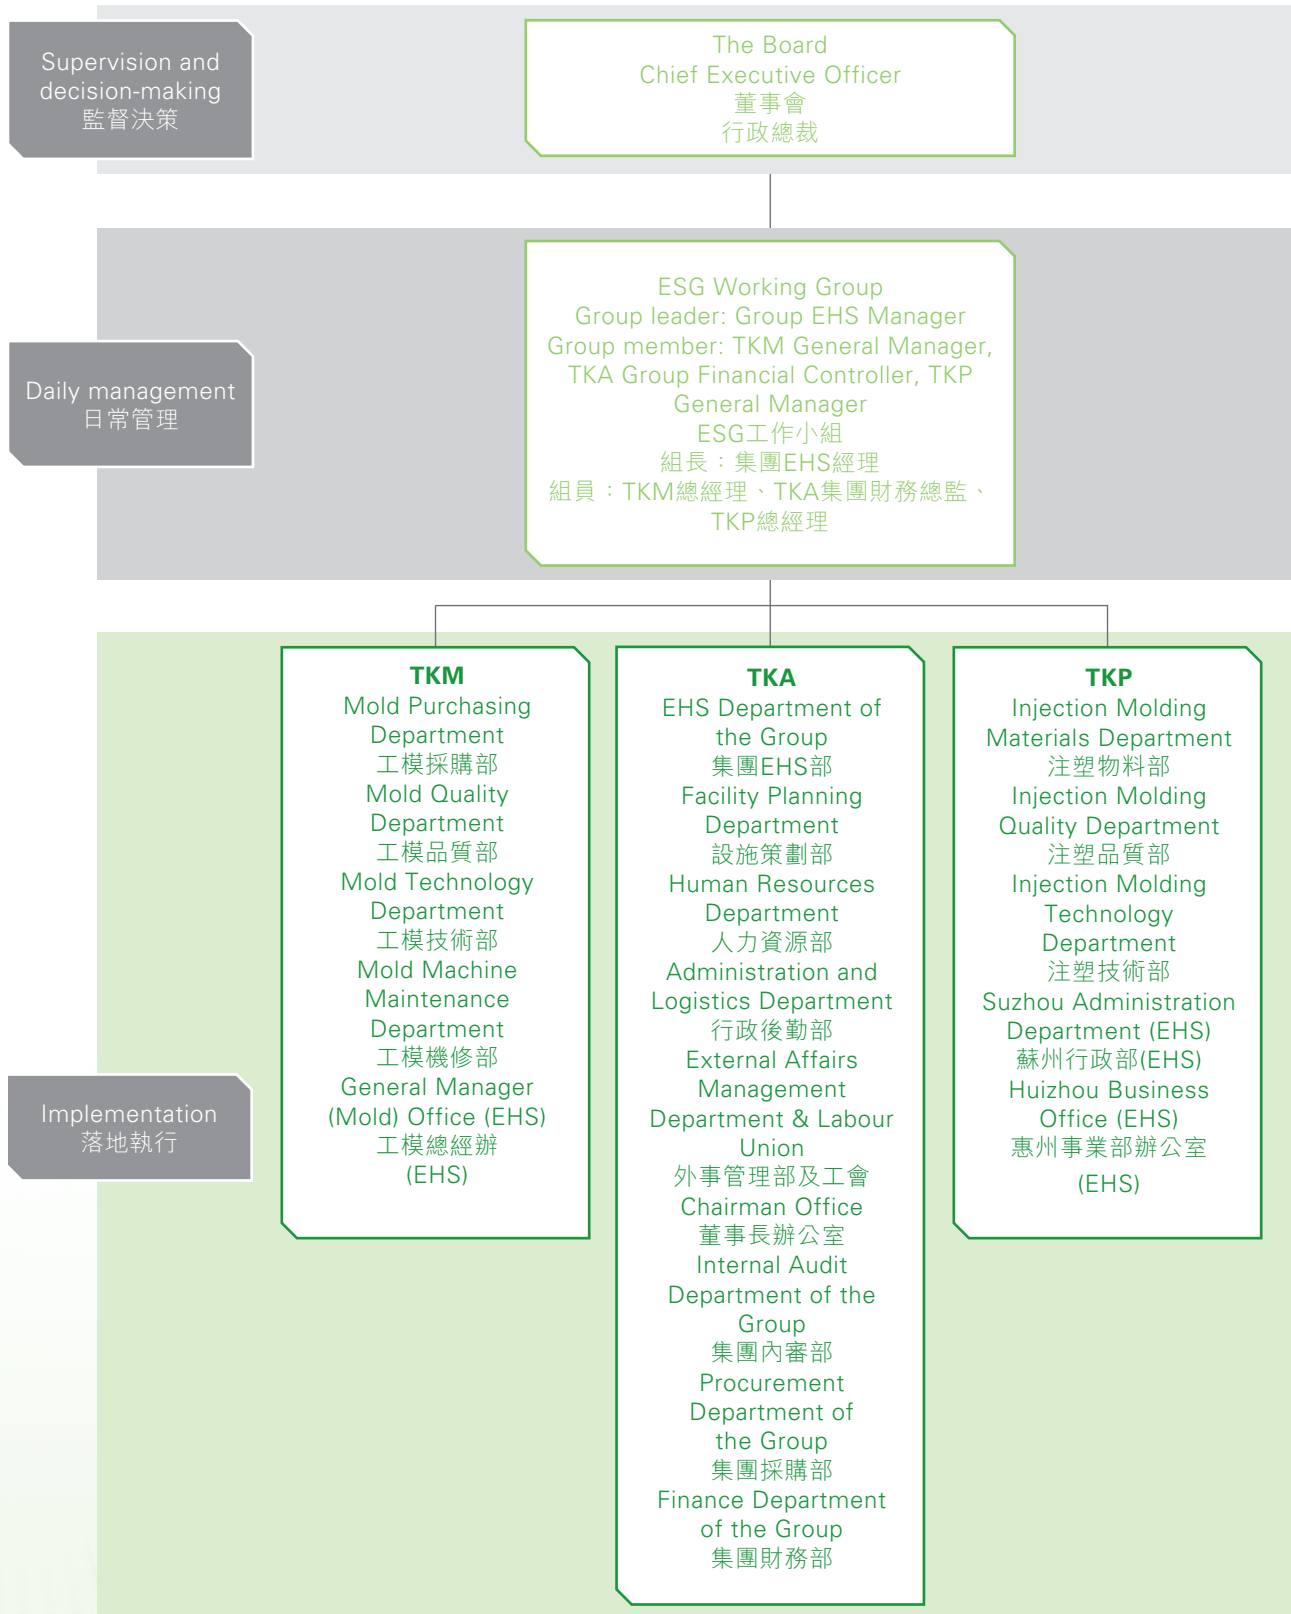 Supervision and
decision-making
監督決策
The Board
Chief Executive Officer
董事會
行政總裁
Daily management
日常管理
ESG Working Group
Group leader: Group EHS Manager
Group member: TKM General Manager,
TKA Group Financial Controller, TKP
General Manager
ESG工作小組
組長：集團EHS經理
組員：TKM總經理、TKA集團財務總監、
TKP總經理
Implementation
落地執行
TKM
Mold Purchasing
Department
工模採購部
Mold Quality
Department
工模品質部
Mold Technology
Department
工模技術部
Mold Machine
Maintenance
Department
工模機修部
General Manager
(Mold) Office (EHS)
工模總經辦
(EHS)
TKA
EHS Department of
the Group
集團EHS部
Facility Planning
Department
設施策劃部
Human Resources
Department
人力資源部
Administration and
Logistics Department
行政後勤部
External Affairs
Management
Department & Labour
Union
外事管理部及工會
Chairman Office
董事長辦公室
Internal Audit
Department of the
Group
集團內審部
Procurement
Department of
the Group
集團採購部
Finance Department
of the Group
集團財務部
TKP
Injection Molding
Materials Department
注塑物料部
Injection Molding
Quality Department
注塑品質部
Injection Molding
Technology
Department
注塑技術部
Suzhou Administration
Department (EHS)
蘇州行政部(EHS)
Huizhou Business
Office (EHS)
惠州事業部辦公室
(EHS)